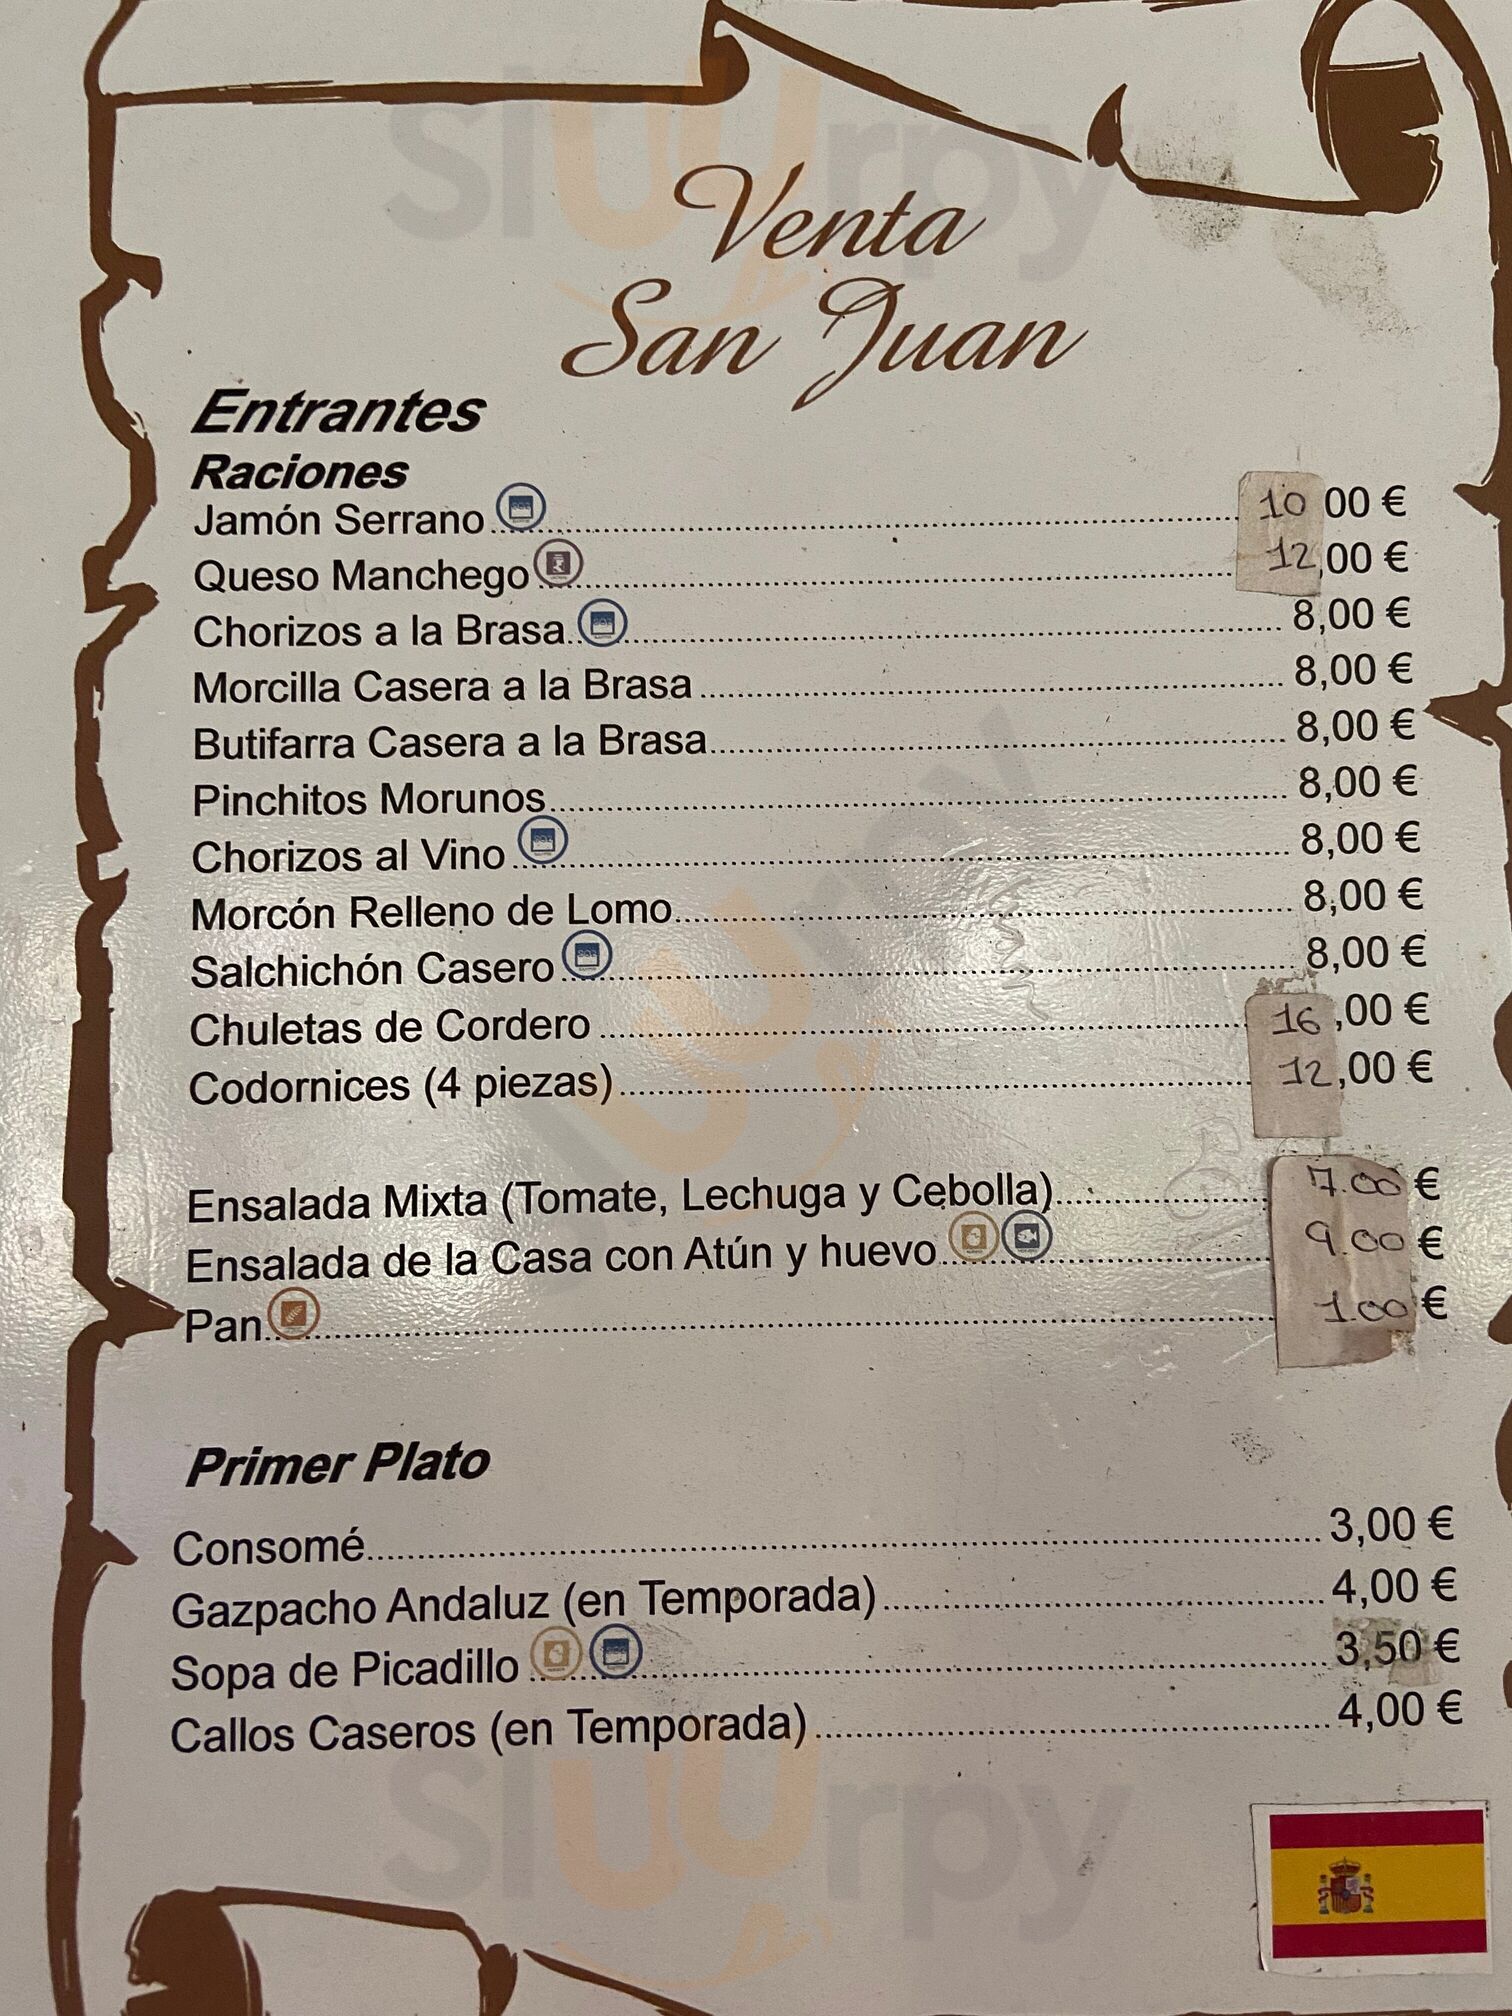 Venta
San Juan
Entrantes
Raciones
Jamón Serrano 10 00 €
Queso Manchego 12,00 €
Chorizos a la Brasa 8,00 €
Morcilla Casera a la Brasa 8,00 €
Butifarra Casera a la Brasa 8,00 €
Pinchitos Morunos 8,00 €
Chorizos al Vino 8,00 €
Morcón Relleno de Lomo 8,00 €
Salchichón Casero 8,00 €
Chuletas de Cordero 16,00 €
Codornices (4 piezas) 12,00 €
Ensalada Mixta (Tomate, Lechuga y Cebolla) 7.00 €
Ensalada de la Casa con Atún y huevo 9.00 €
Pan 1.00 €
Primer Plato
Consomé 3,00 €
Gazpacho Andaluz (en Temporada) 4,00 €
Sopa de Picadillo 3,50 €
Callos Caseros (en Temporada) 4,00 €
sluurpy
sluurpy
sluurpy